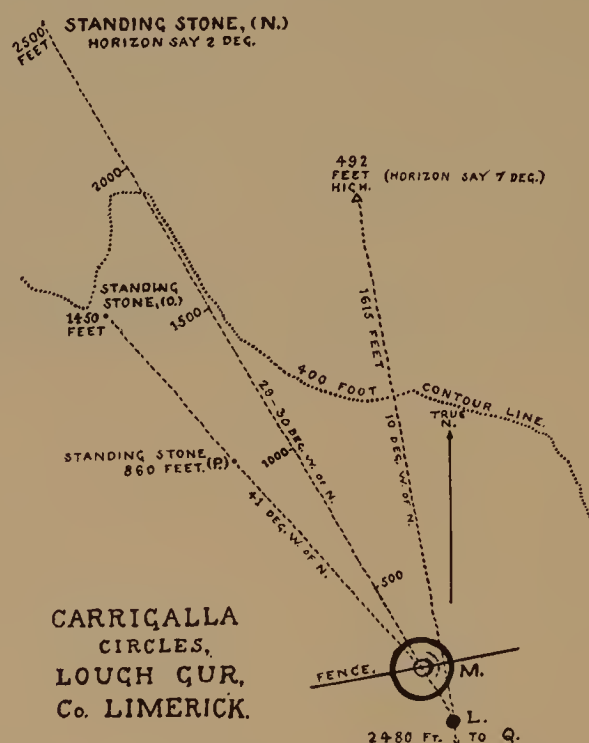 STANDING STONE, (N.)
HORIZON SAY 2 DEG.
2500
FEET
2000
492
FEET
HIGH.
(HORIZON SAY 7 DEG.)
STANDING
STONE, (O.)
1450
FEET
1500
1615 FEET
10 DEG. W. OF N.
400 FOOT CONTOUR LINE.
TRUE
N.
29-30 DEG. W. OF N.
1000
STANDING STONE
860 FEET. (P.)
41 DEG. W. OF N.
500
CARRIGALLA
CIRCLES,
LOUGH GUR,
Co. LIMERICK.
FENCE.
M.
L.
2480 FT. TO Q.